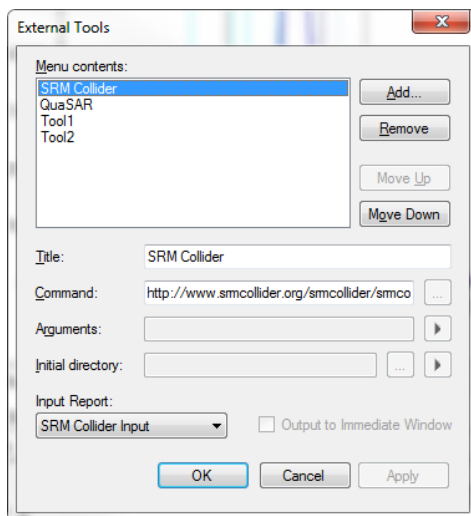 External Tools
Menu contents:
SRM Collider
QuaSAR
Tool1
Tool2
Add...
Remove
Move Up
Move Down
Title:
SRM Collider
Command:
http://www.srmcollider.org/srmcollider/srmco
...
Arguments:
Initial directory:
...
Input Report:
SRM Collider Input
Output to Immediate Window
OK
Cancel
Apply